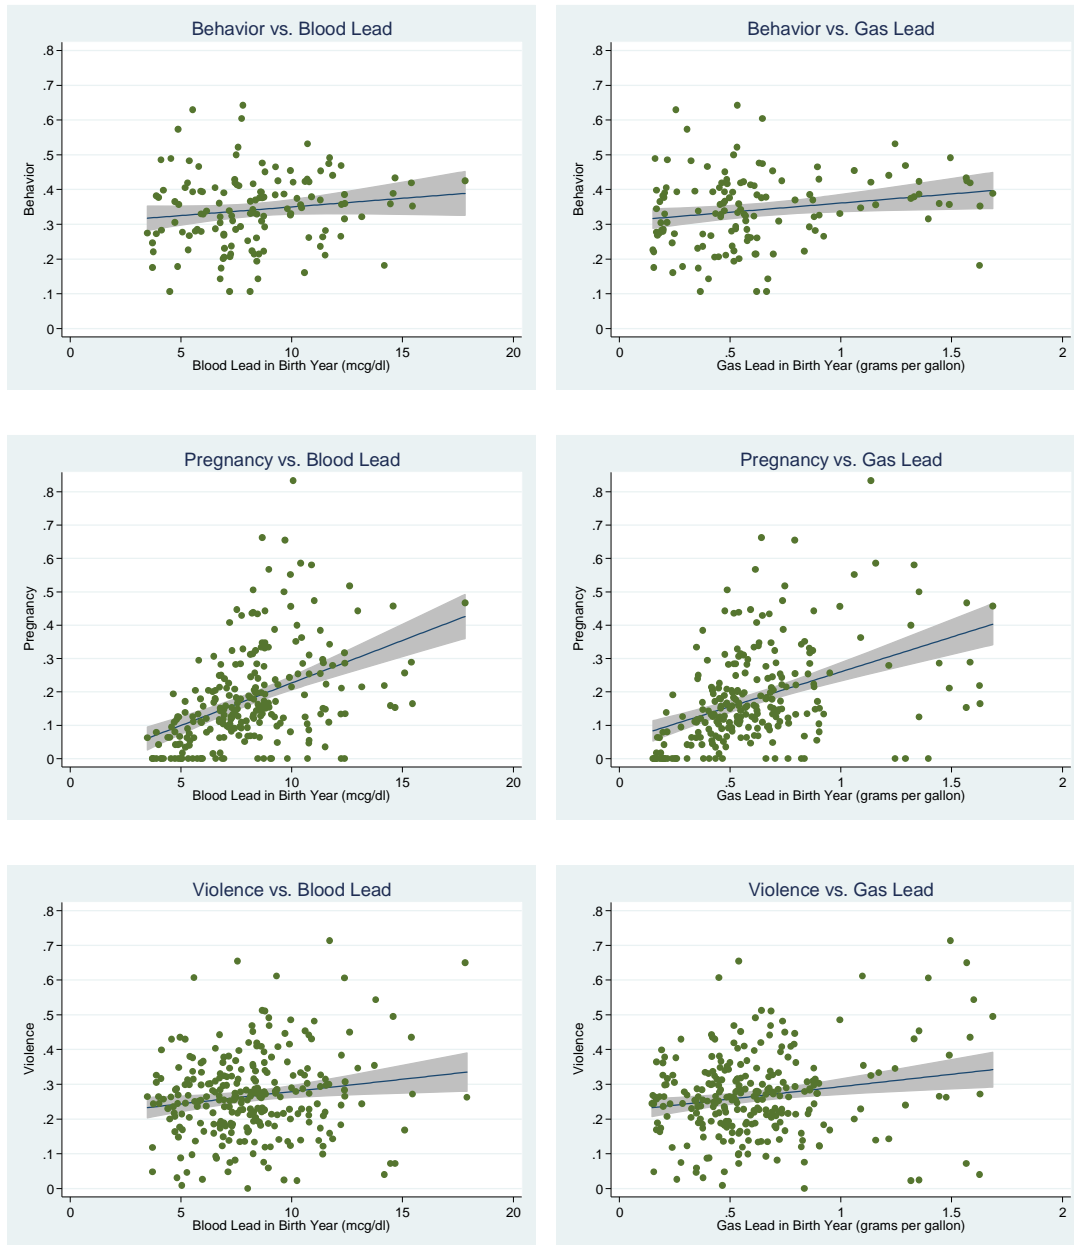 Behavior vs. Blood Lead
.8
.7
.6
.5
.4
.3
.2
.1
0
Behavior
0 5 10 15 20
Blood Lead in Birth Year (mcg/dl)
Behavior vs. Gas Lead
.8
.7
.6
.5
.4
.3
.2
.1
0
Behavior
0 .5 1 1.5 2
Gas Lead in Birth Year (grams per gallon)
Pregnancy vs. Blood Lead
.8
.7
.6
.5
.4
.3
.2
.1
0
Pregnancy
0 5 10 15 20
Blood Lead in Birth Year (mcg/dl)
Pregnancy vs. Gas Lead
.8
.7
.6
.5
.4
.3
.2
.1
0
Pregnancy
0 .5 1 1.5 2
Gas Lead in Birth Year (grams per gallon)
Violence vs. Blood Lead
.8
.7
.6
.5
.4
.3
.2
.1
0
Violence
0 5 10 15 20
Blood Lead in Birth Year (mcg/dl)
Violence vs. Gas Lead
.8
.7
.6
.5
.4
.3
.2
.1
0
Violence
0 .5 1 1.5 2
Gas Lead in Birth Year (grams per gallon)